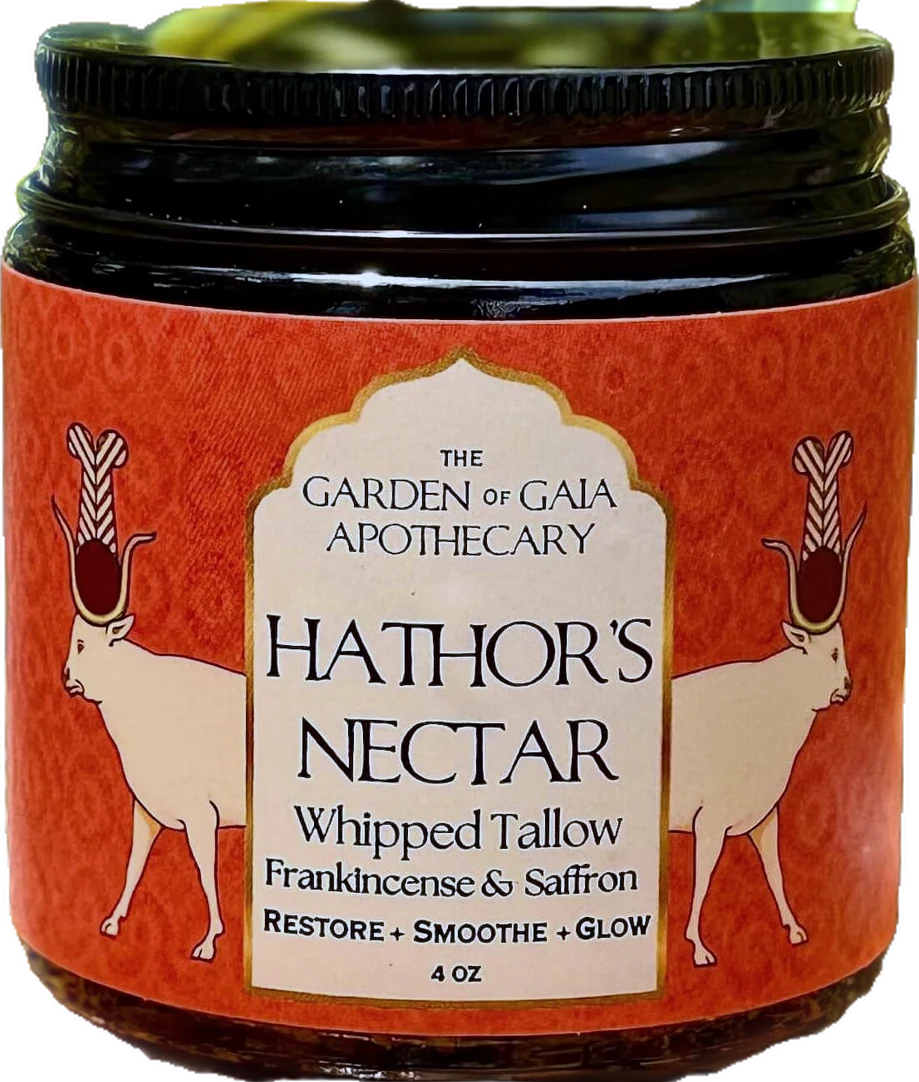 THE
GARDEN OF GAIA
APOTHECARY
HATHOR'S
NECTAR
Whipped Tallow
Frankincense & Saffron
RESTORE + SMOOTHE + GLOW
4 OZ